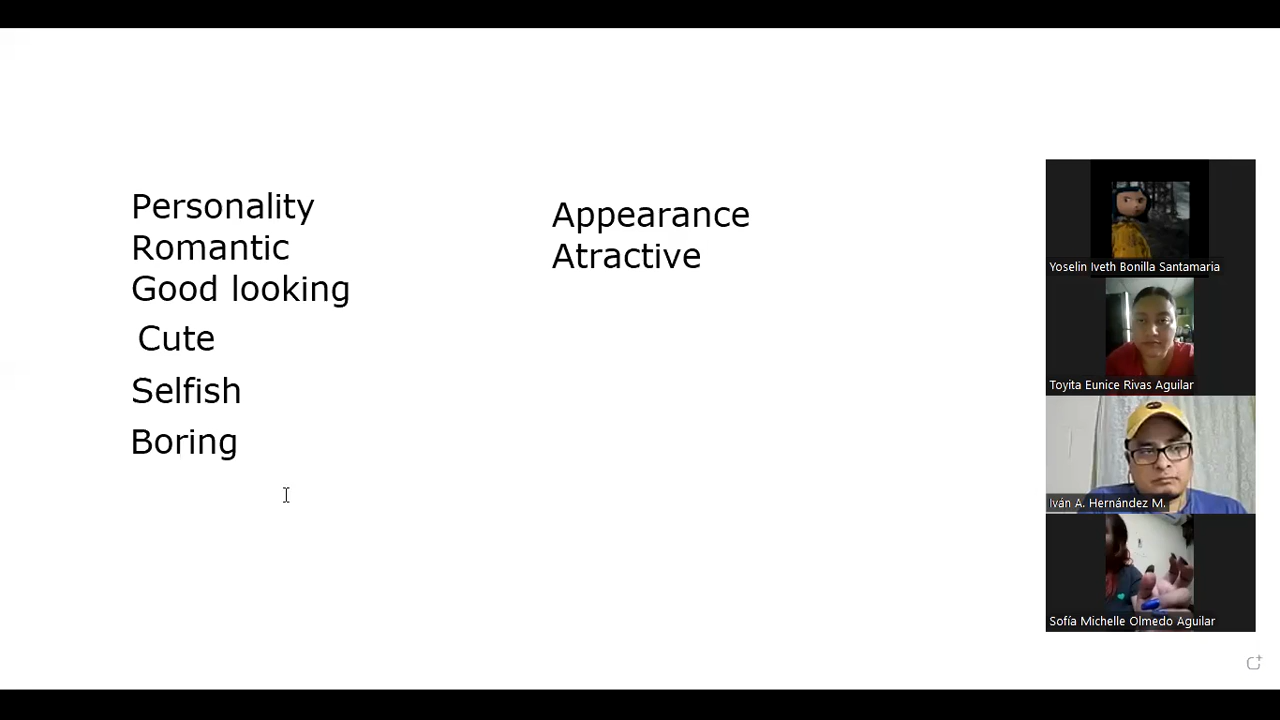 Personality
Romantic
Good looking
Cute
Selfish
Boring
Appearance
Atractive
Yoselin Iveth Bonilla Santamaria
Toyita Eunice Rivas Aguilar
Iván A. Hernández M.
Sofía Michelle Olmedo Aguilar